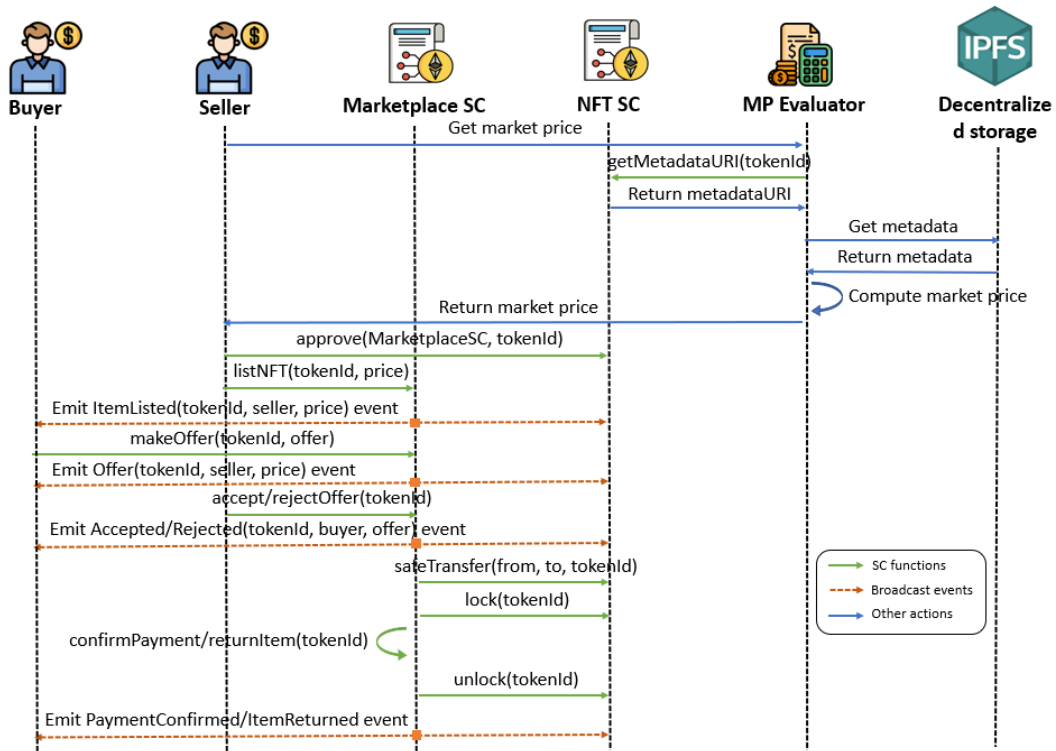 IPFS
Buyer
Seller
Marketplace SC
NFT SC
MP Evaluator
Decentralize
d storage
Get market price
getMetadataURI(tokenId)
Return metadataURI
Get metadata
Return metadata
Compute market price
Return market price
approve(MarketplaceSC, tokenId)
listNFT(tokenId, price)
Emit ItemListed(tokenId, seller, price) event
makeOffer(tokenId, offer)
Emit Offer(tokenId, seller, price) event
accept/rejectOffer(tokenId)
Emit Accepted/Rejected(tokenId, buyer, offer) event
safeTransfer(from, to, tokenId)
lock(tokenId)
confirmPayment/returnItem(tokenId)
unlock(tokenId)
Emit PaymentConfirmed/ItemReturned event
SC functions
Broadcast events
Other actions